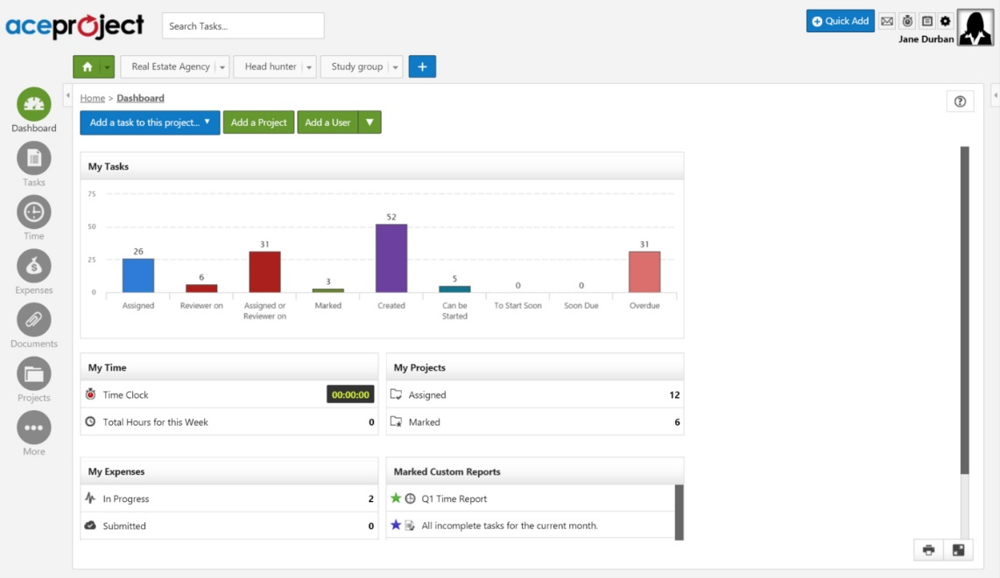 aceproject
Search Tasks...
Quick Add
Jane Durban
Real Estate Agency
Head hunter
Study group
+
Home > Dashboard
Add a task to this project...
Add a Project
Add a User
Dashboard
Tasks
Time
Expenses
Documents
Projects
More
My Tasks
75
50
25
0
26
6
31
3
52
5
0
0
31
Assigned
Reviewer on
Assigned or
Reviewer on
Marked
Created
Can be
Started
To Start Soon
Soon Due
Overdue
My Time
Time Clock 00:00:00
Total Hours for this Week 0
My Projects
Assigned 12
Marked 6
My Expenses
In Progress 2
Submitted 0
Marked Custom Reports
Q1 Time Report
All incomplete tasks for the current month.